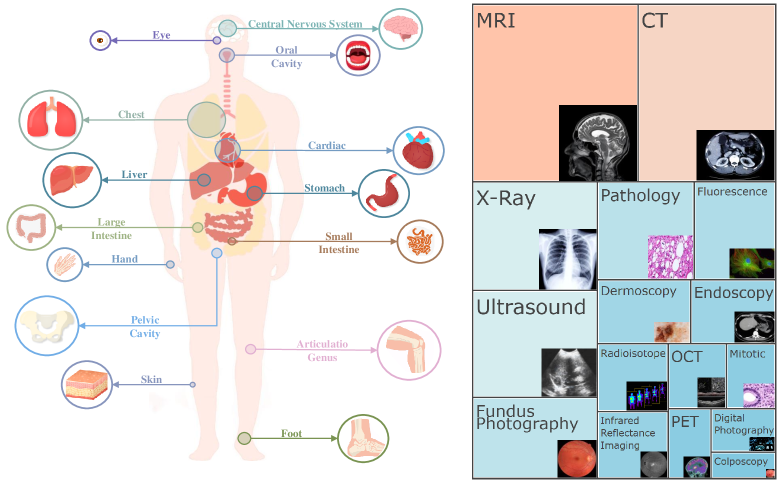 Central Nervous System
Eye
Oral
Cavity
Chest
Cardiac
Liver
Stomach
Large
Intestine
Small
Intestine
Hand
Pelvic
Cavity
Articulatio
Genus
Skin
Foot
MRI
CT
X-Ray
Pathology
Fluorescence
Ultrasound
Dermoscopy
Endoscopy
Radioisotope
OCT
Mitotic
Fundus
Photography
Infrared
Reflectance
Imaging
PET
Digital
Photography
Colposcopy